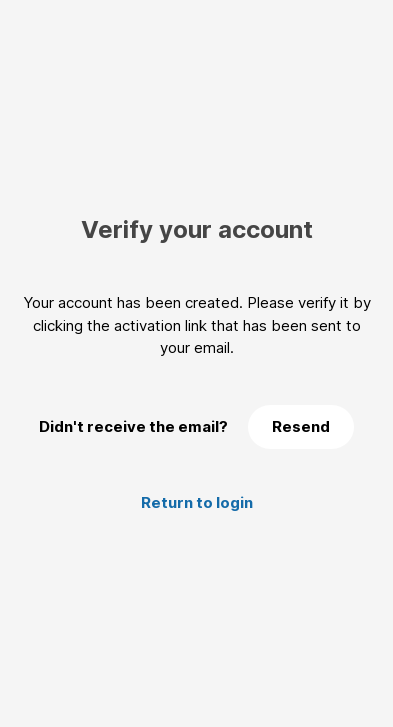 Verify your account
Your account has been created. Please verify it by
clicking the activation link that has been sent to
your email.
Didn't receive the email? Resend
Return to login